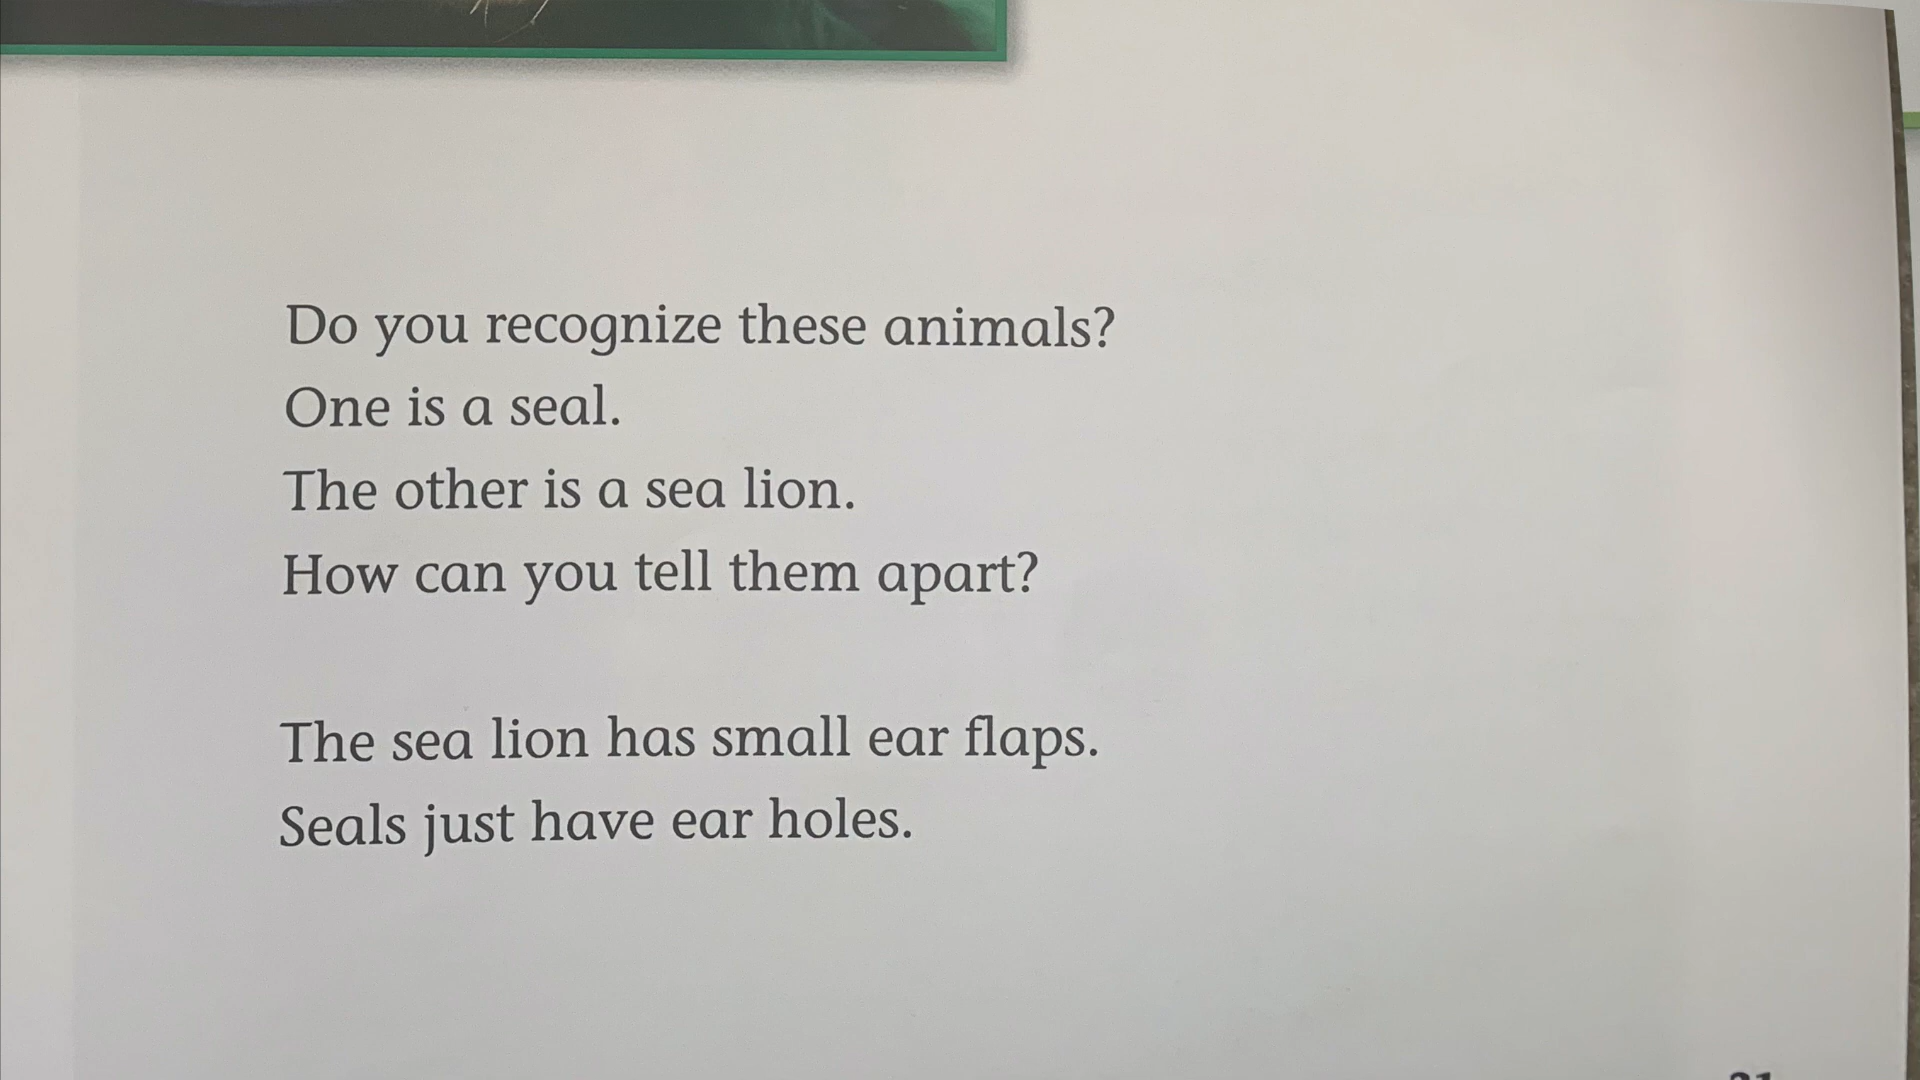 Do you recognize these animals?
One is a seal.
The other is a sea lion.
How can you tell them apart?
The sea lion has small ear flaps.
Seals just have ear holes.